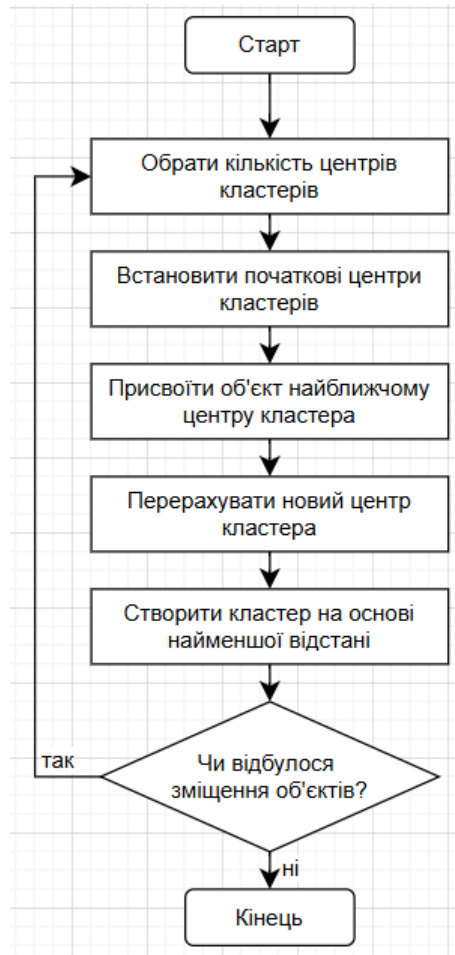 Старт
Обрати кількість центрів
кластерів
Встановити початкові центри
кластерів
Присвоїти об'єкт найближчому
центру кластера
Перерахувати новий центр
кластера
Створити кластер на основі
найменшої відстані
Чи відбулося
зміщення об'єктів?
так
ні
Кінець